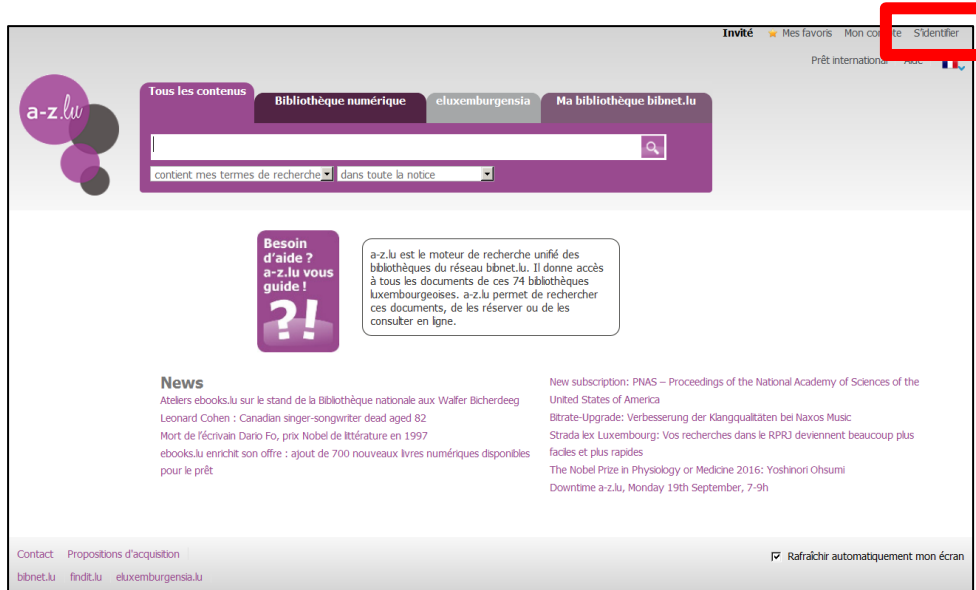 Invité Mes favoris Mon compte S'identifier
Prêt international Aide
a-z.lu
Tous les contenus Bibliothèque numérique eluxemburgensia Ma bibliothèque bibnet.lu
contient mes termes de recherche dans toute la notice
Besoin
d'aide ?
a-z.lu vous
guide !
?!
a-z.lu est le moteur de recherche unifié des
bibliothèques du réseau bibnet.lu. Il donne accès
à tous les documents de ces 74 bibliothèques
luxembourgeoises. a-z.lu permet de rechercher
ces documents, de les réserver ou de les
consulter en ligne.
News
Ateliers ebooks.lu sur le stand de la Bibliothèque nationale aux Walfer Bicherdeeg
Leonard Cohen : Canadian singer-songwriter dead aged 82
Mort de l'écrivain Dario Fo, prix Nobel de littérature en 1997
ebooks.lu enrichit son offre : ajout de 700 nouveaux livres numériques disponibles
pour le prêt
New subscription: PNAS – Proceedings of the National Academy of Sciences of the
United States of America
Bitrate-Upgrade: Verbesserung der Klangqualitäten bei Naxos Music
Strada lex Luxembourg: Vos recherches dans le RPRJ deviennent beaucoup plus
faciles et plus rapides
The Nobel Prize in Physiology or Medicine 2016: Yoshinori Ohsumi
Downtime a-z.lu, Monday 19th September, 7-9h
Contact Propositions d'acquisition
Rafraîchir automatiquement mon écran
bibnet.lu findit.lu eluxemburgensia.lu